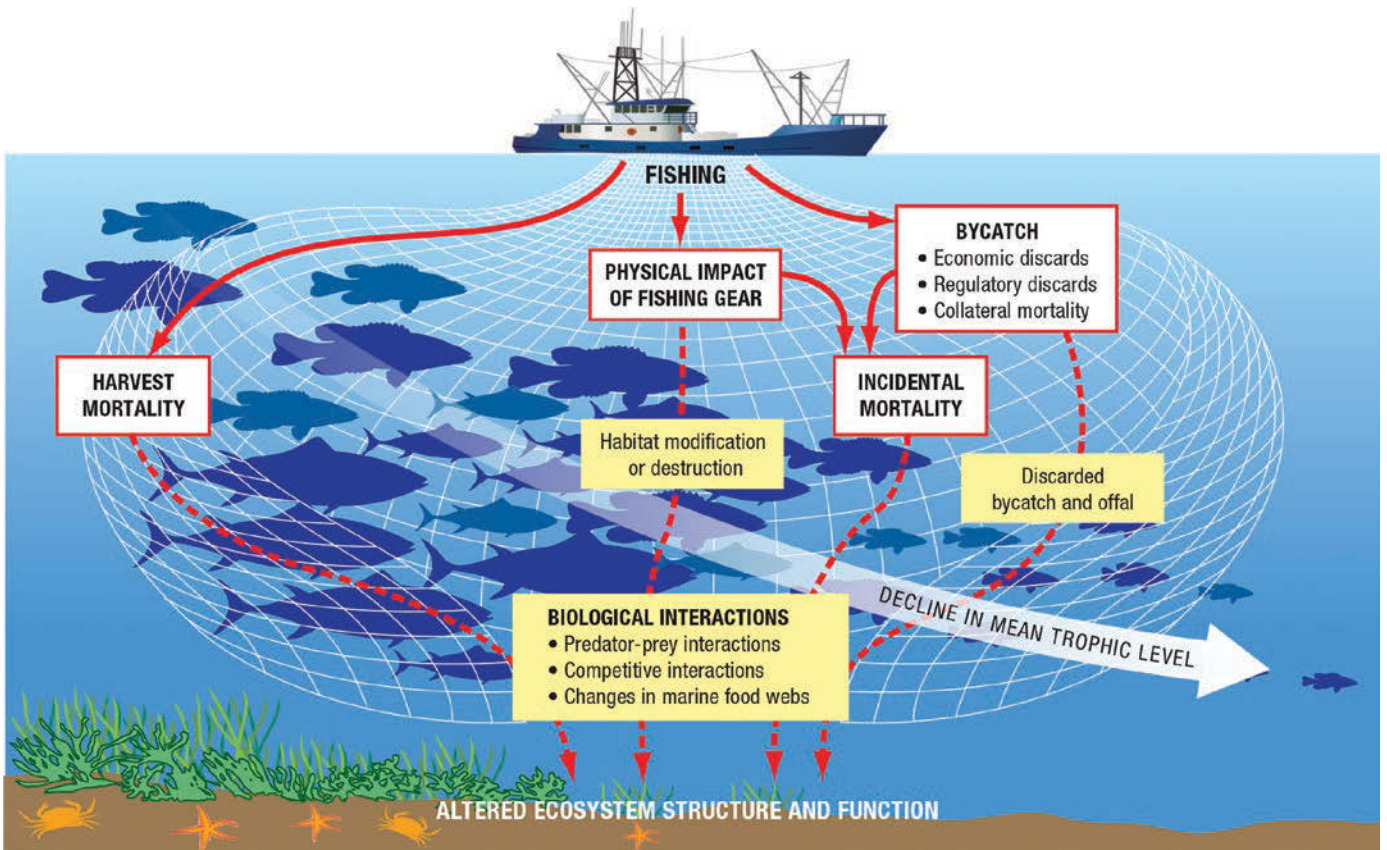 FISHING
BYCATCH
• Economic discards
• Regulatory discards
• Collateral mortality
PHYSICAL IMPACT
OF FISHING GEAR
HARVEST
MORTALITY
INCIDENTAL
MORTALITY
Habitat modification
or destruction
Discarded
bycatch and offal
BIOLOGICAL INTERACTIONS
• Predator-prey interactions
• Competitive interactions
• Changes in marine food webs
DECLINE IN MEAN TROPHIC LEVEL
ALTERED ECOSYSTEM STRUCTURE AND FUNCTION